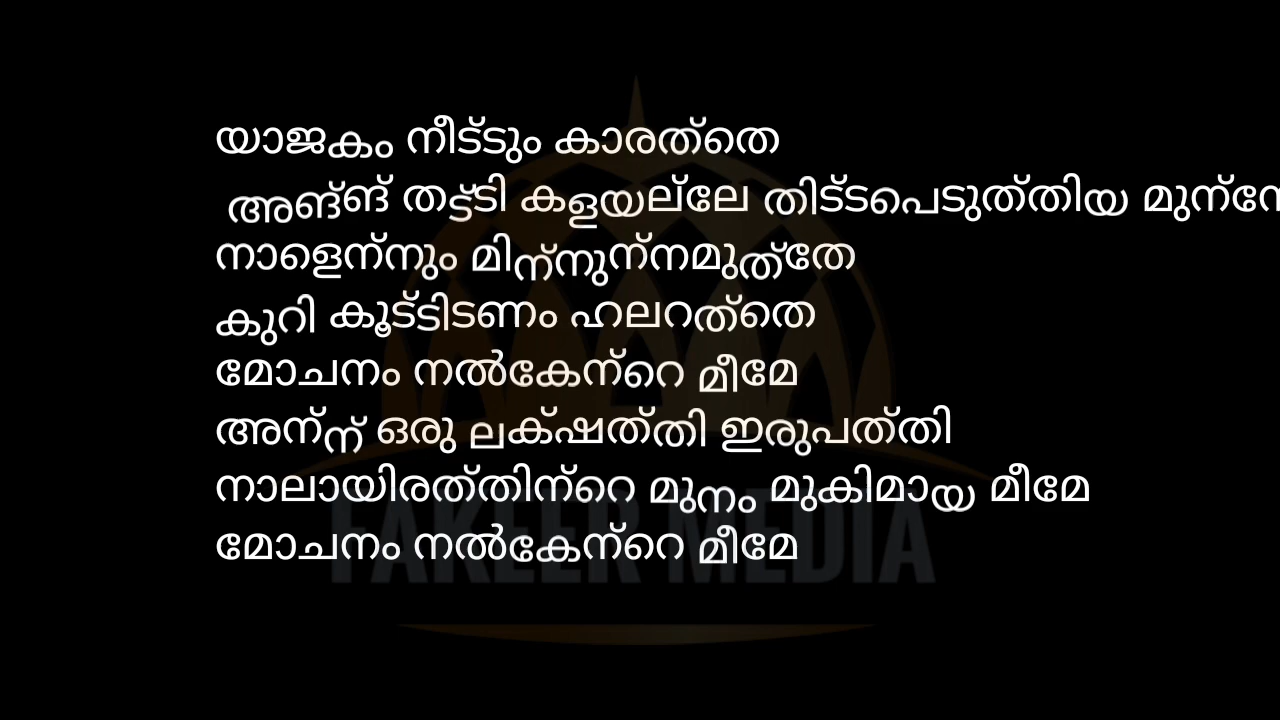 യാജകം നീട്ടും കാരത്തെ
അങ്ങ് തട്ടി കളയല്ലേ തിട്ടപെടുത്തിയ
നാളെന്നും മിന്നുന്നമുത്തേ
കുറി കൂട്ടിടണം ഹലറത്തെ
മോചനം നൽകേന്റെ മീമേ
അന്ന് ഒരു ലക്ഷത്തി ഇരുപത്തി
നാലായിരത്തിന്റെ മുനം മുകിമായ മീമേ
മോചനം നൽകേന്റെ മീമേ
FAKEER MEDIA